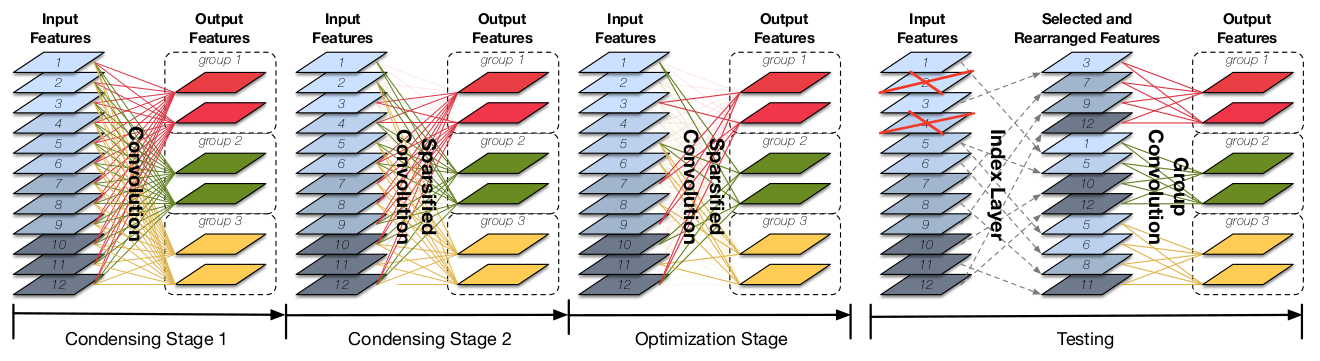 Input
Features
Output
Features
1
2
3
4
5
6
7
8
9
10
11
12
Convolution
group 1
group 2
group 3
Condensing Stage 1
Input
Features
Output
Features
1
2
3
4
5
6
7
8
9
10
11
12
Sparsified
Convolution
group 1
group 2
group 3
Condensing Stage 2
Input
Features
Output
Features
1
2
3
4
5
6
7
8
9
10
11
12
Sparsified
Convolution
group 1
group 2
group 3
Optimization Stage
Input
Features
Selected and
Rearranged Features
Output
Features
1
2
3
4
5
6
7
8
9
10
11
12
Index Layer
3
7
9
12
1
5
10
12
5
6
8
11
Group
Convolution
group 1
group 2
group 3
Testing